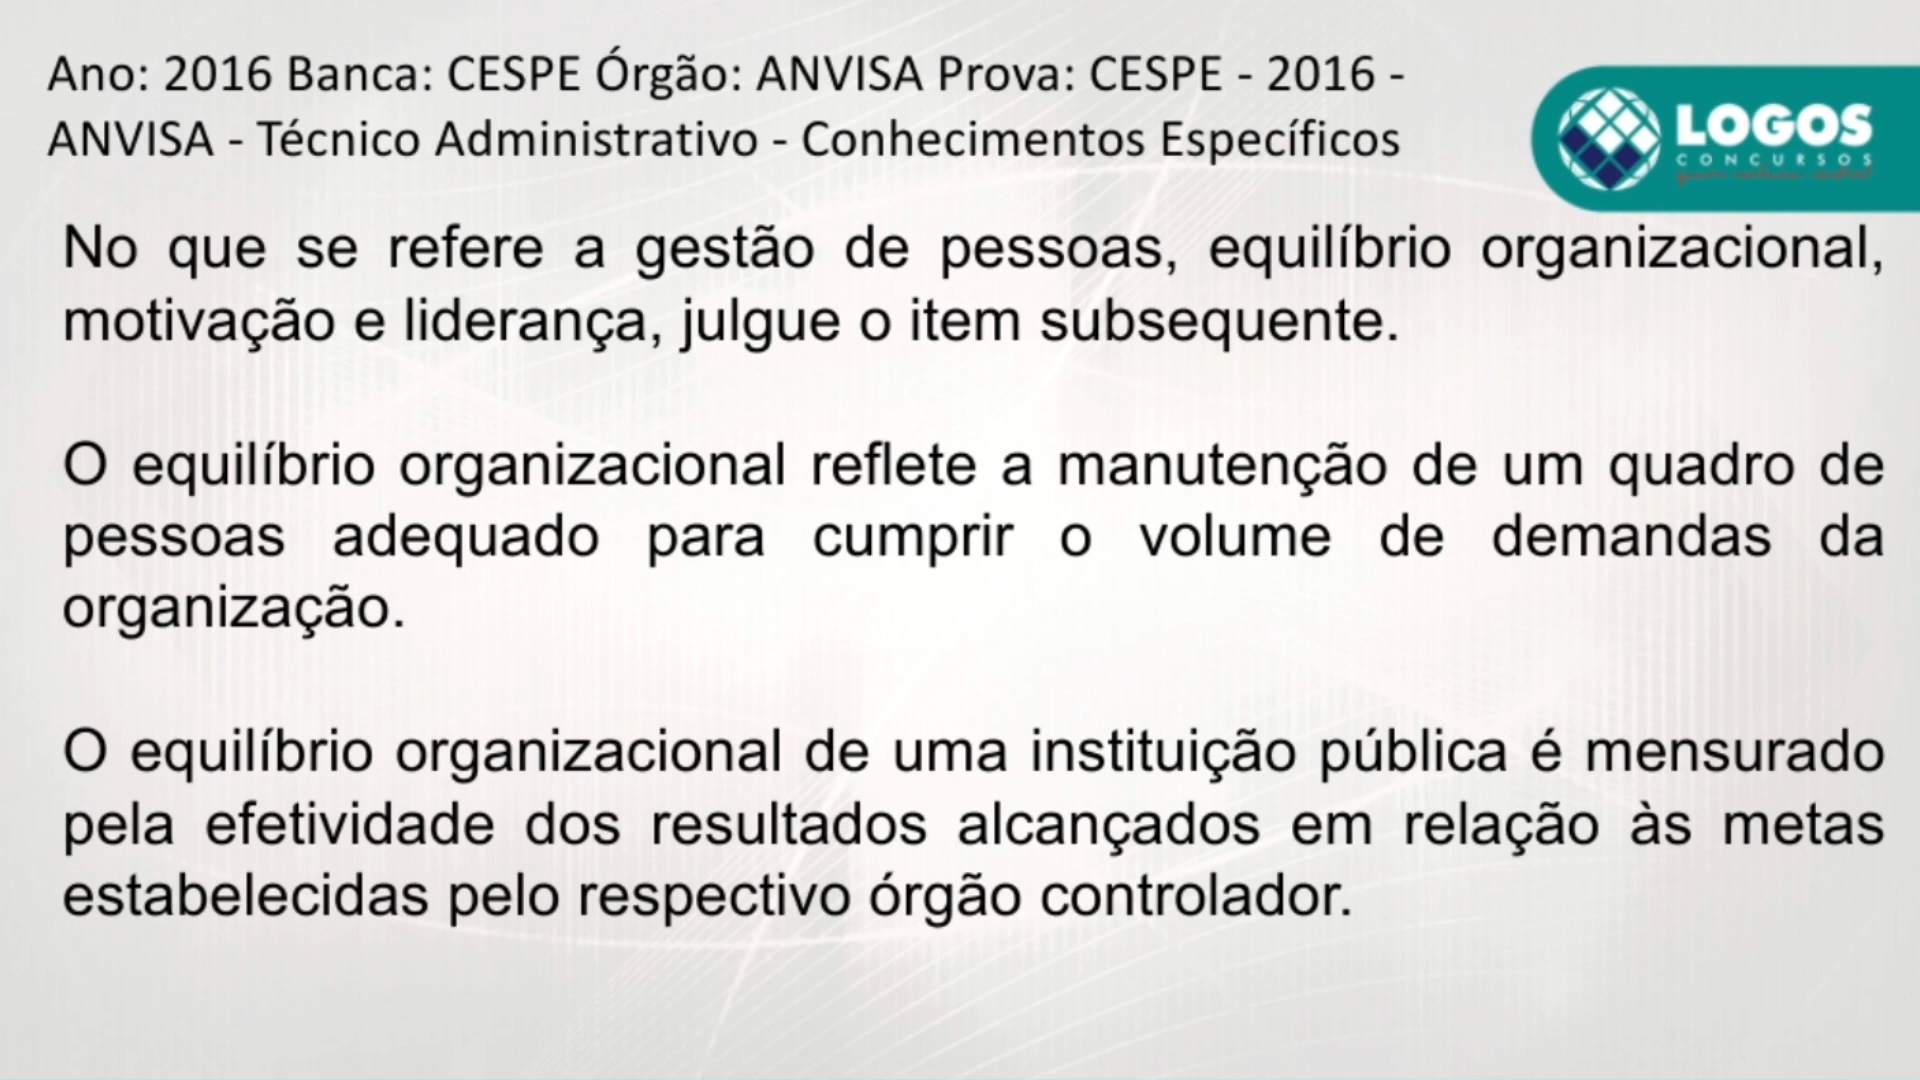 Ano: 2016 Banca: CESPE Órgão: ANVISA Prova: CESPE - 2016 -
ANVISA - Técnico Administrativo - Conhecimentos Específicos
LOGOS
CONCURSOS
No que se refere a gestão de pessoas, equilíbrio organizacional,
motivação e liderança, julgue o item subsequente.
O equilíbrio organizacional reflete a manutenção de um quadro de
pessoas adequado para cumprir o volume de demandas da
organização.
O equilíbrio organizacional de uma instituição pública é mensurado
pela efetividade dos resultados alcançados em relação às metas
estabelecidas pelo respectivo órgão controlador.